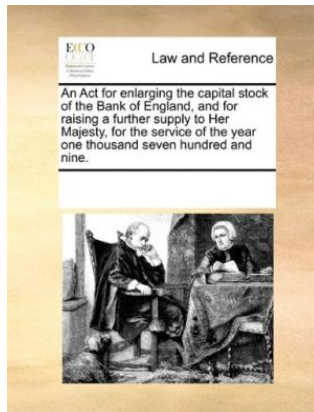 ECCO
Law and Reference
An Act for enlarging the capital stock
of the Bank of England, and for
raising a further supply to Her
Majesty, for the service of the year
one thousand seven hundred and
nine.